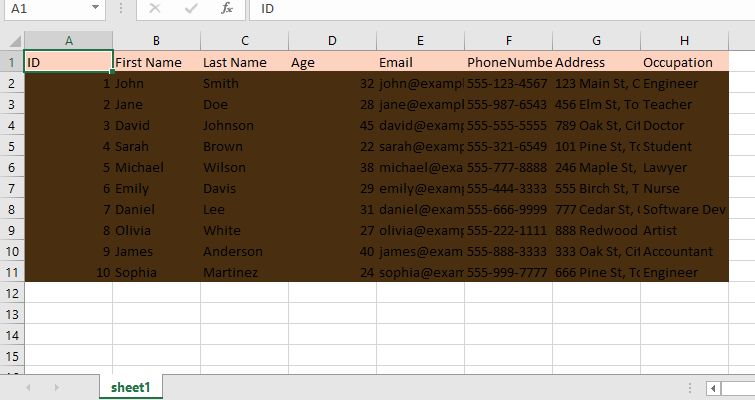 A1 fx ID
A B C D E F G H
1 ID First Name Last Name Age Email PhoneNumbe Address Occupation
2 1 John Smith 32 john@exampl 555-123-4567 123 Main St, C Engineer
3 2 Jane Doe 28 jane@exampl 555-987-6543 456 Elm St, To Teacher
4 3 David Johnson 45 david@examp 555-555-5555 789 Oak St, Cit Doctor
5 4 Sarah Brown 22 sarah@examp 555-321-6549 101 Pine St, To Student
6 5 Michael Wilson 38 michael@exa 555-777-8888 246 Maple St, Lawyer
7 6 Emily Davis 29 emily@examp 555-444-3333 555 Birch St, T Nurse
8 7 Daniel Lee 31 daniel@exam 555-666-9999 777 Cedar St, Software Dev
9 8 Olivia White 27 olivia@examp 555-222-1111 888 Redwood Artist
10 9 James Anderson 40 james@exam 555-888-3333 333 Oak St, Cit Accountant
11 10 Sophia Martinez 24 sophia@exam 555-999-7777 666 Pine St, To Engineer
12
13
14
15
sheet1